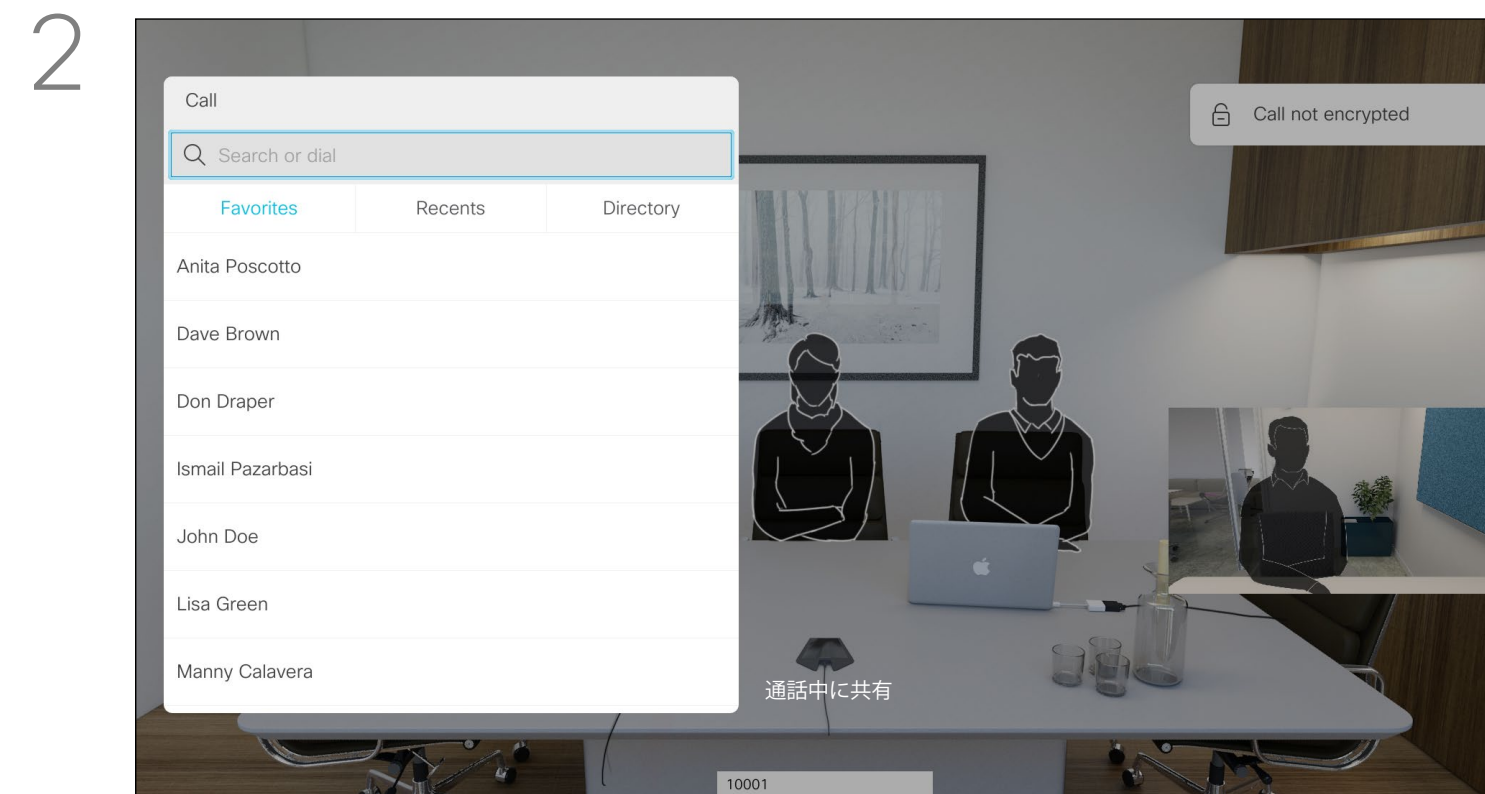 2
Call
Call not encrypted
Search or dial
Favorites Recents Directory
Anita Poscotto
Dave Brown
Don Draper
Ismail Pazarbasi
John Doe
Lisa Green
Manny Calavera
通話中に共有
10001